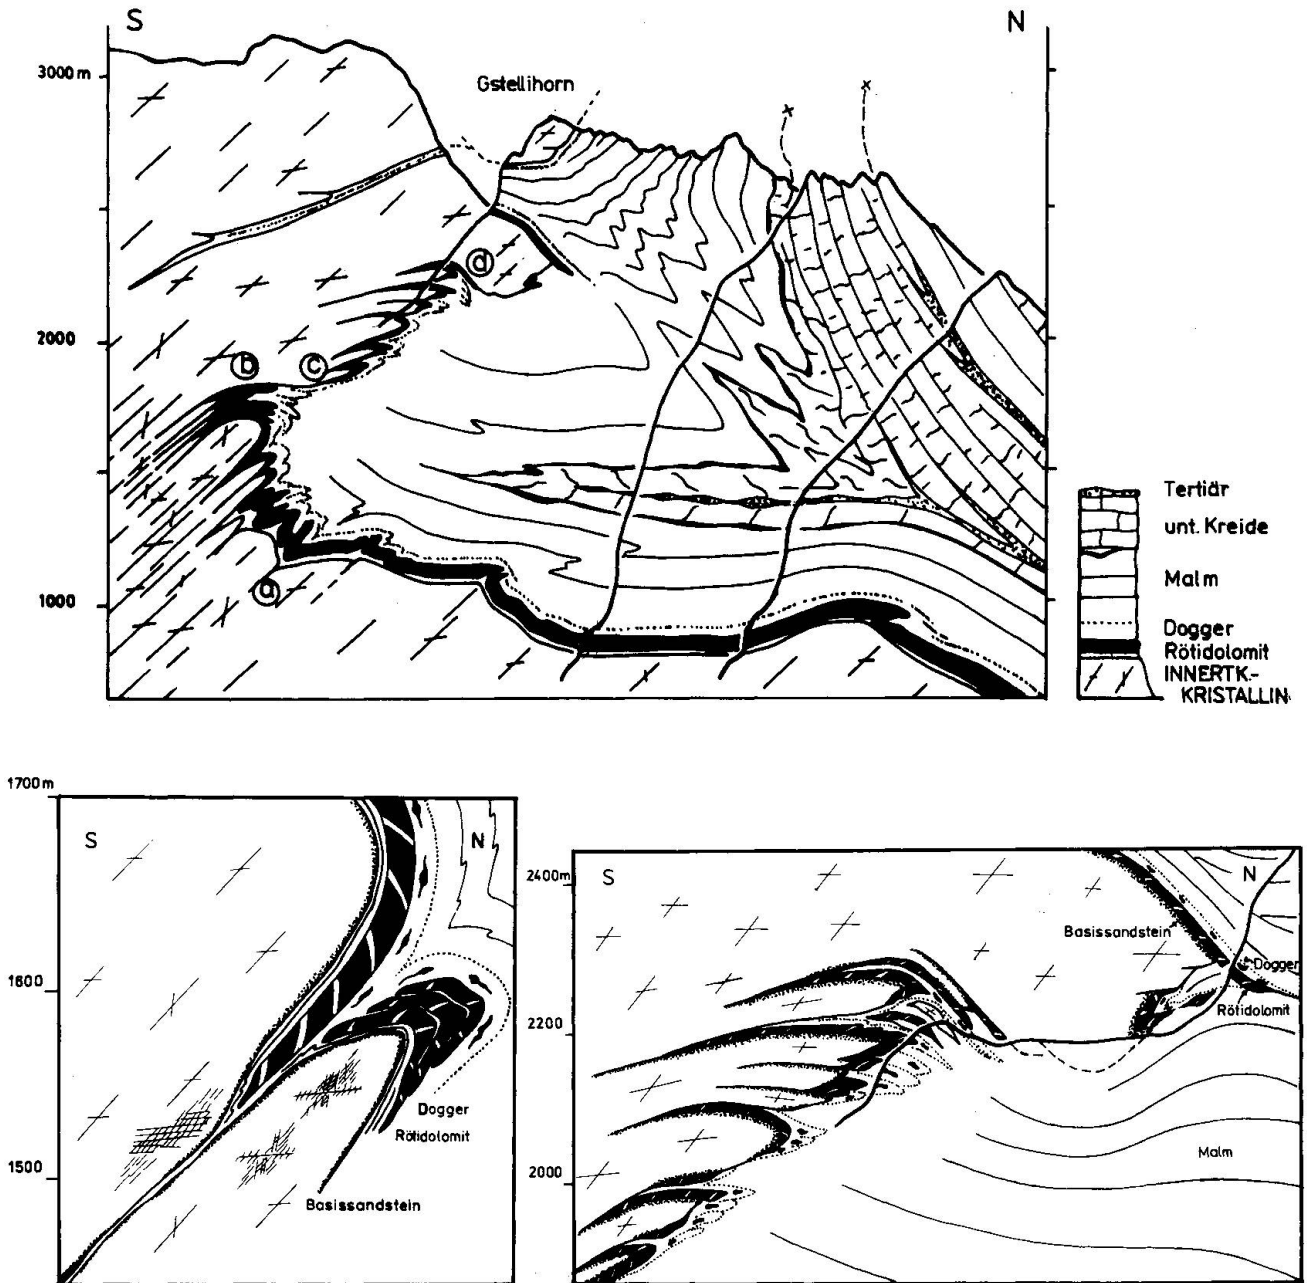 S
N
3000 m
Gstellihorn
d
2000
b
c
1000
a
Tertiär
unt. Kreide
Malm
Dogger
Rötidolomit
INNERTK.-
KRISTALLIN
1700 m
S
N
1600
Dogger
Rötidolomit
1500
Basissandstein
2400m
S
N
Basissandstein
Dogger
Rötidolomit
2200
Malm
2000